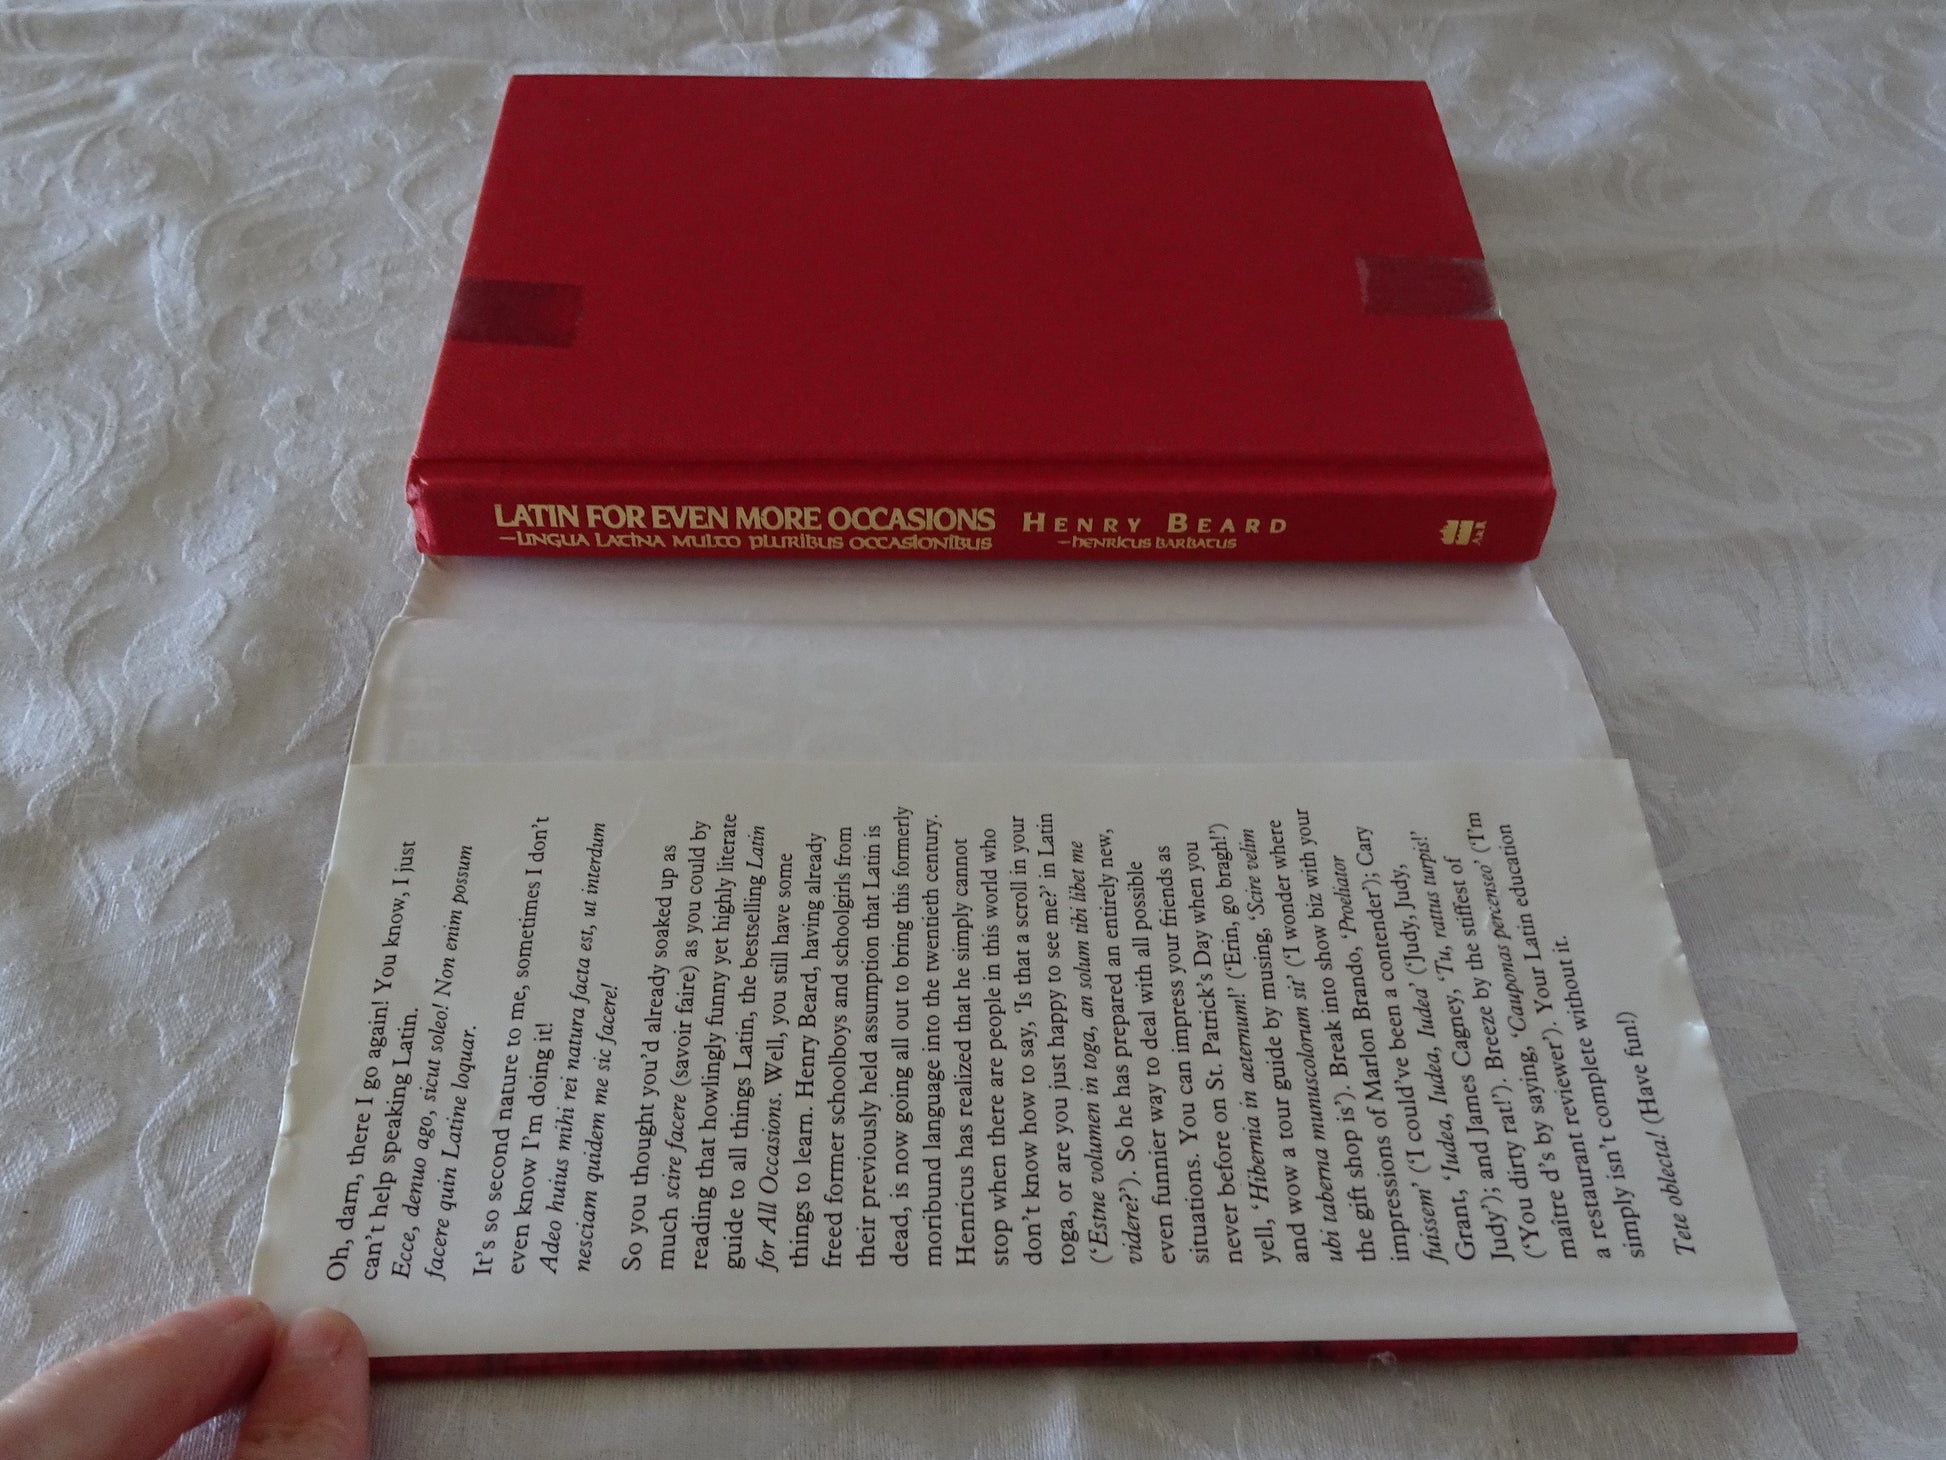 LATIN FOR EVEN MORE OCCASIONS
—LINGUA LATINA MULTO PLURIBUS OCCASIONIBUS
HENRY BEARD
—HENRICUS BARBATUS
Oh, darn, there I go again! You know, I just
can't help speaking Latin.
Ecce, denuo ago, sicut soleo! Non enim possum
facere quin Latine loquar.
It's so second nature to me, sometimes I don't
even know I'm doing it!
Adeo huius mihi rei natura facta est, ut interdum
nesciam quidem me sic facere!
So you thought you'd already soaked up as
much scire facere (savoir faire) as you could by
reading that howlingly funny yet highly literate
guide to all things Latin, the bestselling Latin
for All Occasions. Well, you still have some
things to learn. Henry Beard, having already
freed former schoolboys and schoolgirls from
their previously held assumption that Latin is
dead, is now going all out to bring this formerly
moribund language into the twentieth century.
Henricus has realized that he simply cannot
stop when there are people in this world who
don't know how to say, 'Is that a scroll in your
toga, or are you just happy to see me?' in Latin
('Estne volumen in toga, an solum tibi libet me
videre?'). So he has prepared an entirely new,
even funnier way to deal with all possible
situations. You can impress your friends as
never before on St. Patrick's Day when you
yell, 'Hibernia in aeternum!' ('Erin, go bragh!')
and wow a tour guide by musing, 'Scire velim
ubi taberna munusculorum sit' ('I wonder where
the gift shop is'). Break into show biz with your
impressions of Marlon Brando, 'Proeliator
fuissem' ('I could've been a contender'); Cary
Grant, 'Iudea, Iudea, Iudea' ('Judy, Judy,
Judy'); and James Cagney, 'Tu, rattus turpis!'
('You dirty rat!'). Breeze by the stiffest of
maître d's by saying, 'Cauponas percenseo' ('I'm
a restaurant reviewer'). Your Latin education
simply isn't complete without it.
Tete oblecta! (Have fun!)